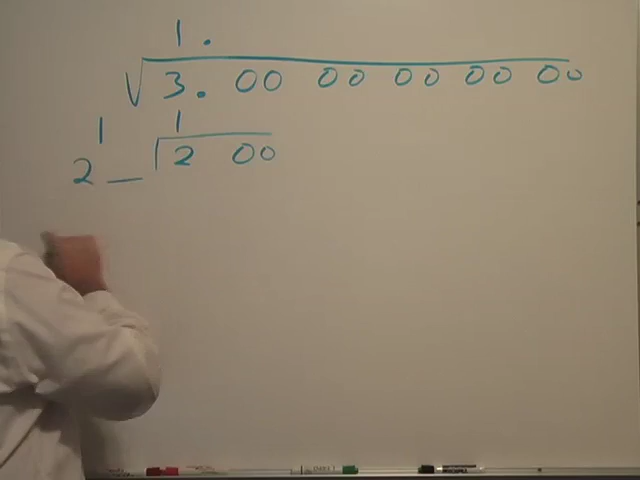 1.
√3. 00 00 00 00 00
1 1
2 _ 2 00